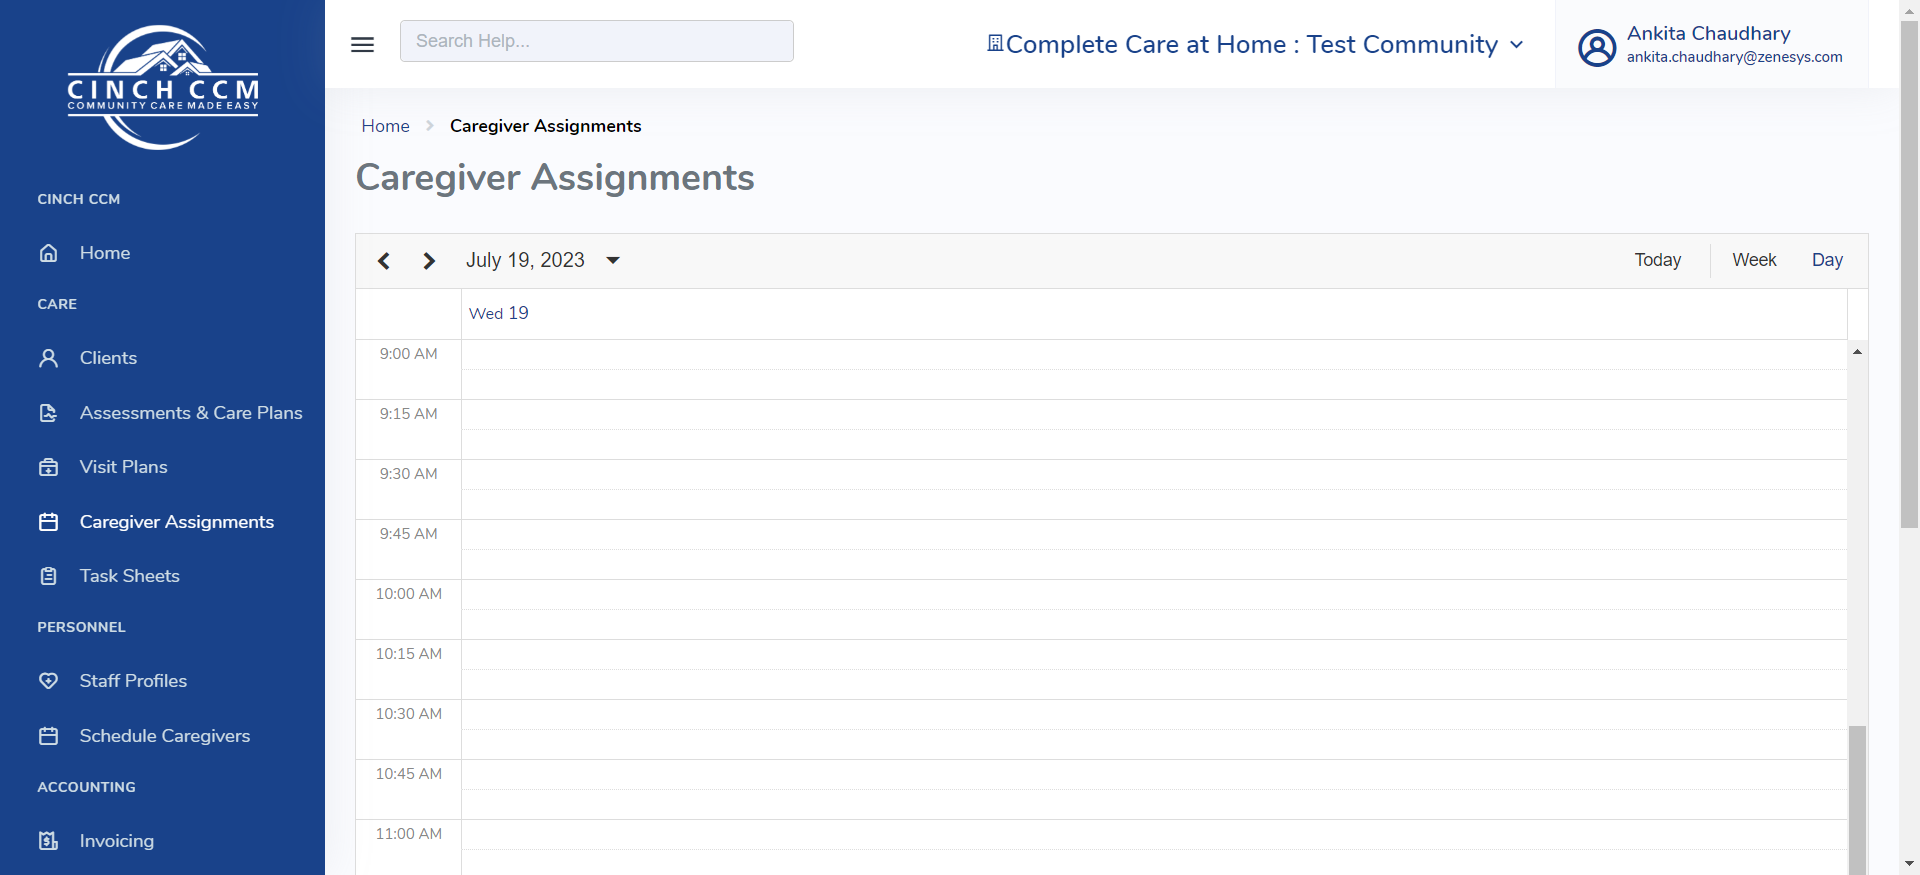 CINCH CCM
COMMUNITY CARE MADE EASY
CINCH CCM
Home
CARE
Clients
Assessments & Care Plans
Visit Plans
Caregiver Assignments
Task Sheets
PERSONNEL
Staff Profiles
Schedule Caregivers
ACCOUNTING
Invoicing
Search Help...
Complete Care at Home : Test Community
Ankita Chaudhary
ankita.chaudhary@zenesys.com
Home
Caregiver Assignments
Caregiver Assignments
July 19, 2023
Today
Week
Day
Wed 19
9:00 AM
9:15 AM
9:30 AM
9:45 AM
10:00 AM
10:15 AM
10:30 AM
10:45 AM
11:00 AM